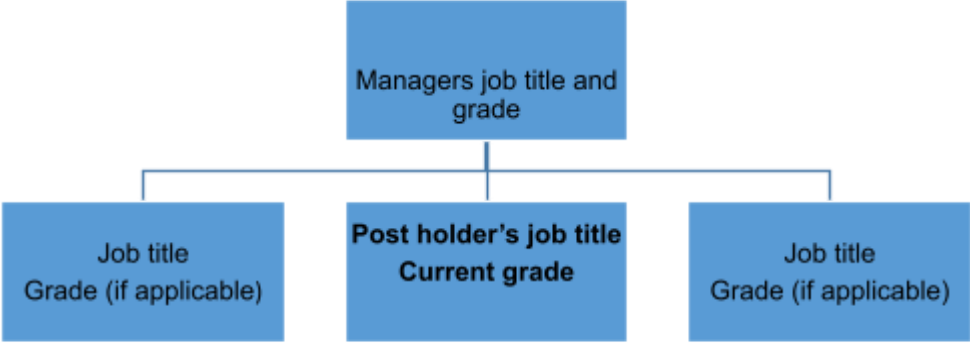 Managers job title and
grade
Job title
Grade (if applicable)
Post holder's job title
Current grade
Job title
Grade (if applicable)